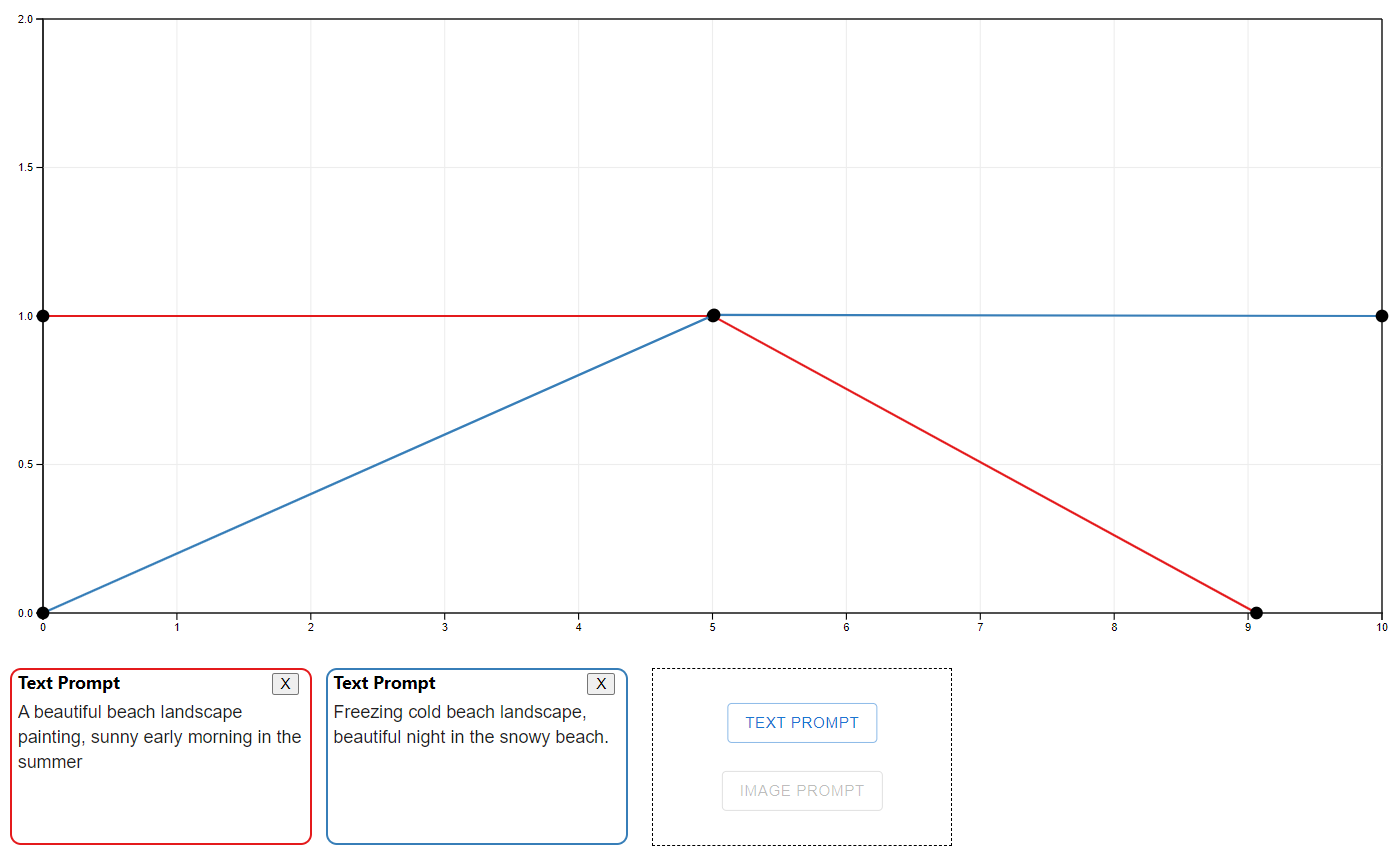 2.0
1.5
1.0
0.5
0.0
0 1 2 3 4 5 6 7 8 9 10
Text Prompt X
A beautiful beach landscape
painting, sunny early morning in the
summer
Text Prompt X
Freezing cold beach landscape,
beautiful night in the snowy beach.
TEXT PROMPT
IMAGE PROMPT